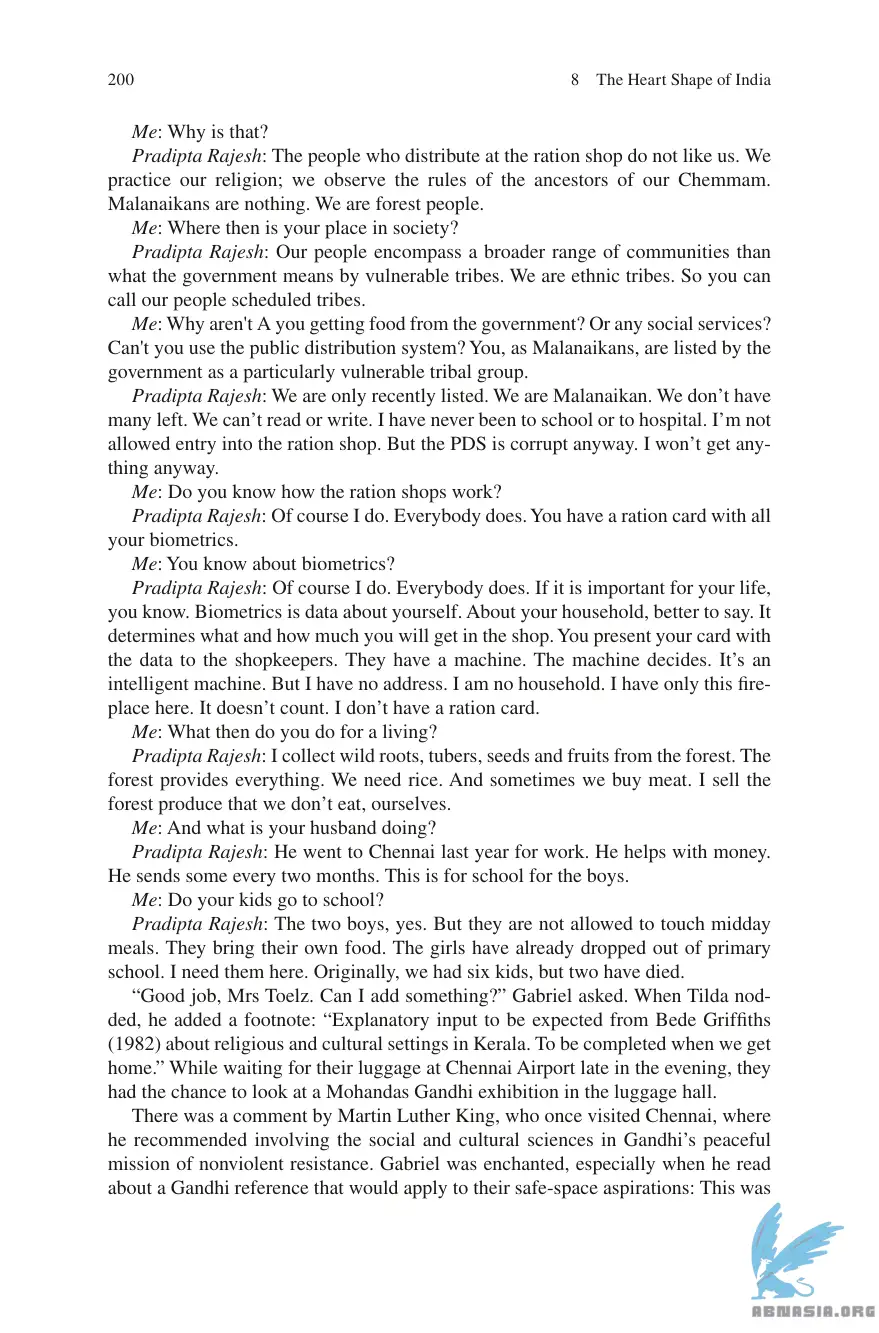 200
8 The Heart Shape of India
Me: Why is that?
Pradipta Rajesh: The people who distribute at the ration shop do not like us. We
practice our religion; we observe the rules of the ancestors of our Chemmam.
Malanaikans are nothing. We are forest people.
Me: Where then is your place in society?
Pradipta Rajesh: Our people encompass a broader range of communities than
what the government means by vulnerable tribes. We are ethnic tribes. So you can
call our people scheduled tribes.
Me: Why aren't A you getting food from the government? Or any social services?
Can't you use the public distribution system? You, as Malanaikans, are listed by the
government as a particularly vulnerable tribal group.
Pradipta Rajesh: We are only recently listed. We are Malanaikan. We don’t have
many left. We can’t read or write. I have never been to school or to hospital. I’m not
allowed entry into the ration shop. But the PDS is corrupt anyway. I won’t get any-
thing anyway.
Me: Do you know how the ration shops work?
Pradipta Rajesh: Of course I do. Everybody does. You have a ration card with all
your biometrics.
Me: You know about biometrics?
Pradipta Rajesh: Of course I do. Everybody does. If it is important for your life,
you know. Biometrics is data about yourself. About your household, better to say. It
determines what and how much you will get in the shop. You present your card with
the data to the shopkeepers. They have a machine. The machine decides. It’s an
intelligent machine. But I have no address. I am no household. I have only this fire-
place here. It doesn’t count. I don’t have a ration card.
Me: What then do you do for a living?
Pradipta Rajesh: I collect wild roots, tubers, seeds and fruits from the forest. The
forest provides everything. We need rice. And sometimes we buy meat. I sell the
forest produce that we don’t eat, ourselves.
Me: And what is your husband doing?
Pradipta Rajesh: He went to Chennai last year for work. He helps with money.
He sends some every two months. This is for school for the boys.
Me: Do your kids go to school?
Pradipta Rajesh: The two boys, yes. But they are not allowed to touch midday
meals. They bring their own food. The girls have already dropped out of primary
school. I need them here. Originally, we had six kids, but two have died.
“Good job, Mrs Toelz. Can I add something?” Gabriel asked. When Tilda nod-
ded, he added a footnote: “Explanatory input to be expected from Bede Griffiths
(1982) about religious and cultural settings in Kerala. To be completed when we get
home.” While waiting for their luggage at Chennai Airport late in the evening, they
had the chance to look at a Mohandas Gandhi exhibition in the luggage hall.
There was a comment by Martin Luther King, who once visited Chennai, where
he recommended involving the social and cultural sciences in Gandhi’s peaceful
mission of nonviolent resistance. Gabriel was enchanted, especially when he read
about a Gandhi reference that would apply to their safe-space aspirations: This was
ABNASIA.ORG